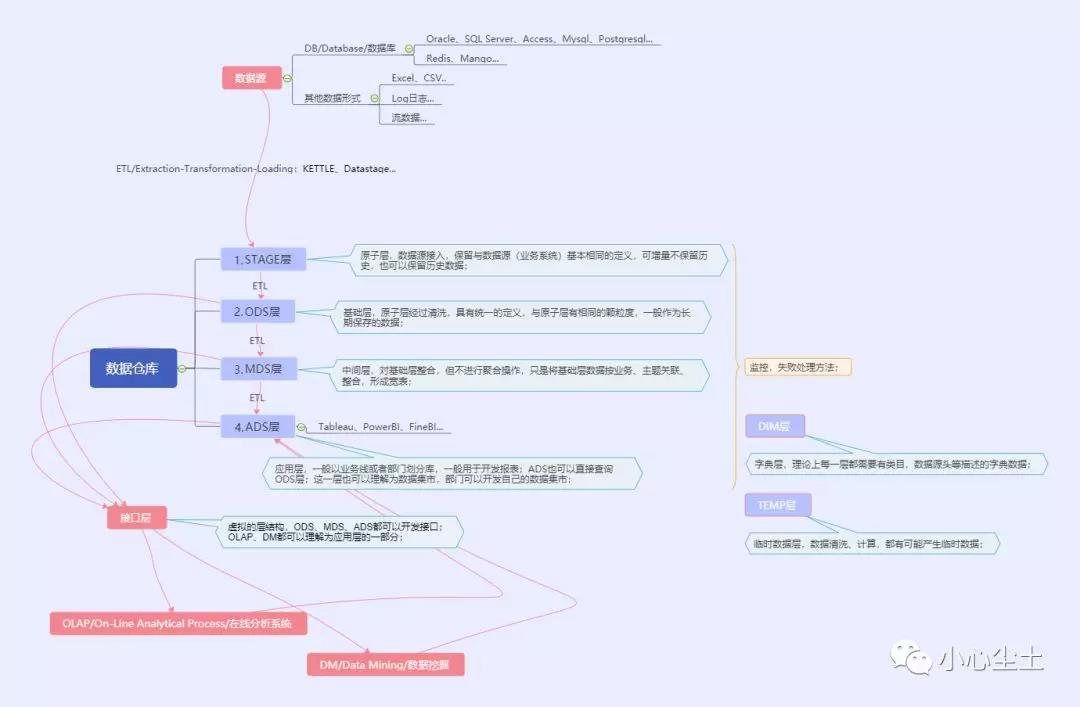 DB/Database/数据库
Oracle、SQL Server、Access、Mysql、Postgresql...
Redis、Mango...
数据源
其他数据形式
Excel、CSV..
Log日志...
流数据...
ETL/Extraction-Transformation-Loading：KETTLE、Datastage...
数据仓库
1.STAGE层
原子层，数据源接入，保留与数据源（业务系统）基本相同的定义，可增量不保留历
史，也可以保留历史数据；
ETL
2.ODS层
基础层，原子层经过清洗，具有统一的定义，与原子层有相同的颗粒度，一般作为长
期保存的数据；
ETL
3.MDS层
中间层，对基础层整合，但不进行聚合操作，只是将基础层数据按业务、主题关联、
整合，形成宽表；
ETL
4.ADS层
Tableau、PowerBI、FineBI...
应用层，一般以业务线或者部门划分库，一般用于开发报表；ADS也可以直接查询
ODS层；这一层也可以理解为数据集市，部门可以开发自己的数据集市；
监控，失败处理方法；
DIM层
字典层，理论上每一层都需要有类目，数据源头等描述的字典数据；
TEMP层
临时数据层，数据清洗、计算，都有可能产生临时数据；
接口层
虚拟的层结构，ODS、MDS、ADS都可以开发接口；
OLAP、DM都可以理解为应用层的一部分；
OLAP/On-Line Analytical Process/在线分析系统
DM/Data Mining/数据挖掘
小心尘土